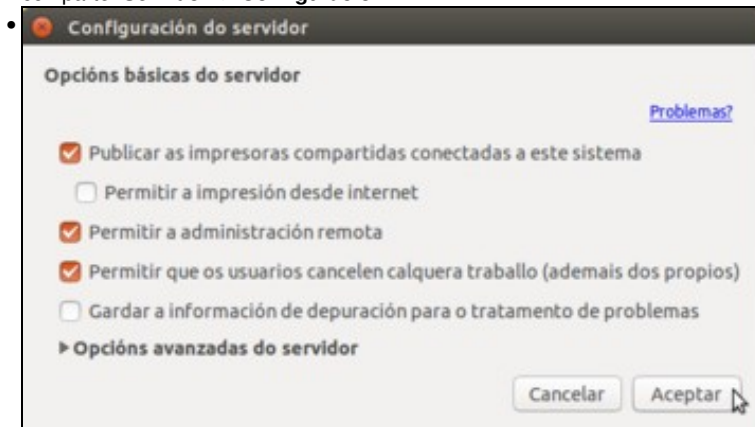 Configuración do servidor
Opcións básicas do servidor
Problemas?
Publicar as impresoras compartidas conectadas a este sistema
Permitir a impresión desde internet
Permitir a administración remota
Permitir que os usuarios cancelen calquera traballo (ademais dos propios)
Gardar a información de depuración para o tratamento de problemas
Opcións avanzadas do servidor
Cancelar Aceptar